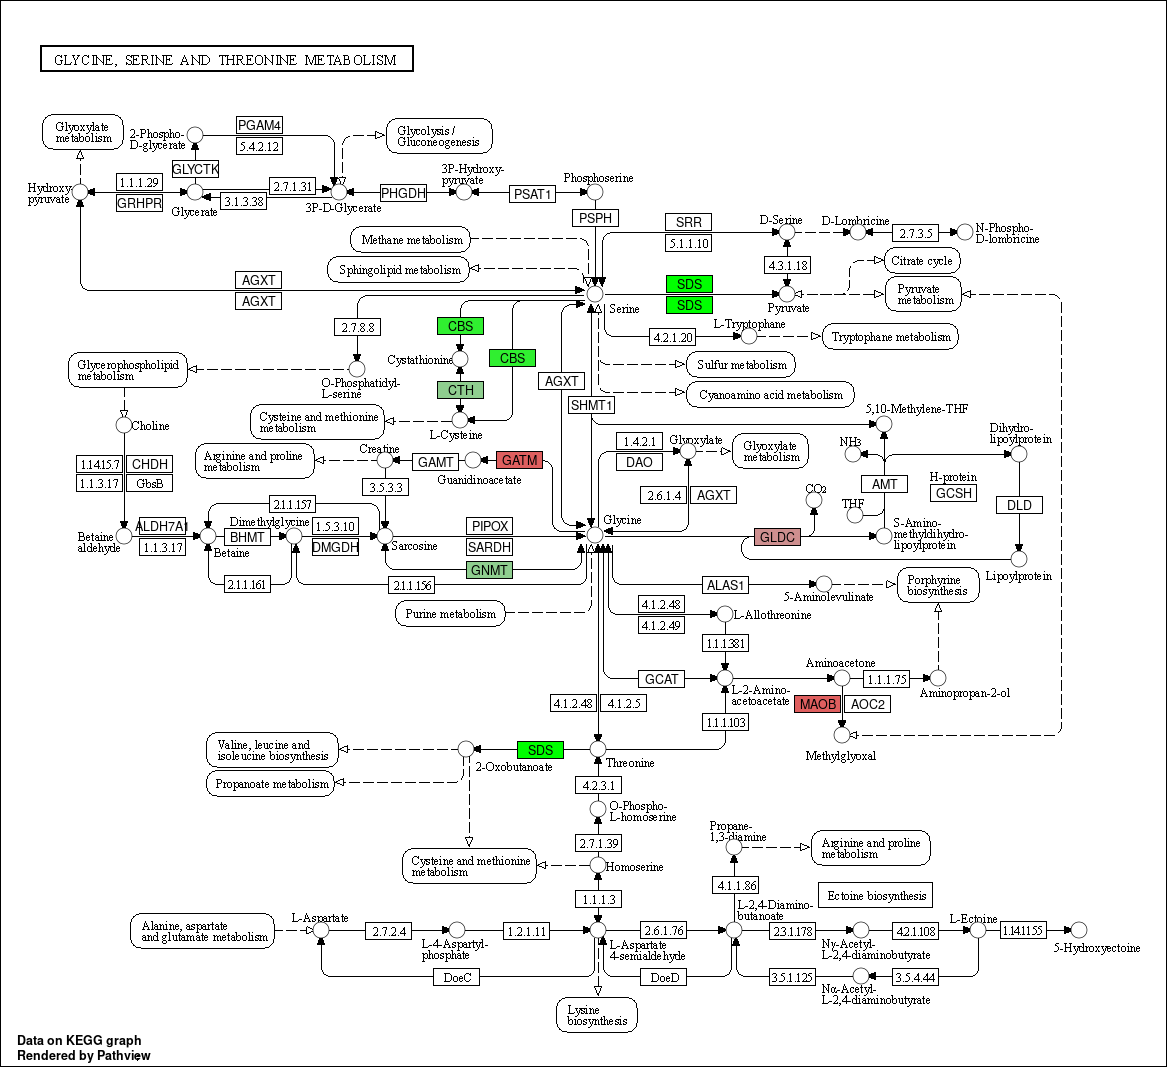 GLYCINE, SERINE AND THREONINE METABOLISM
Glyoxylate
metabolism
2-Phospho-
D-glycerate
PGAM4
5.4.2.12
Glycolysis /
Gluconeogenesis
GLYCTK
Hydroxy-
pyruvate
1.1.1.29
GRHPR
Glycerate
2.7.1.31
3.1.3.38
3P-D-Glycerate
PHGDH
3P-Hydroxy-
pyruvate
PSAT1
Phosphoserine
PSPH
Methane metabolism
Sphingolipid metabolism
SRR
5.1.1.10
D-Serine
D-Lombricine
2.7.3.5
N-Phospho-
D-lombricine
4.3.1.18
Citrate cycle
AGXT
AGXT
Serine
SDS
SDS
Pyruvate
Pyruvate
metabolism
2.7.8.8
CBS
4.2.1.20
L-Tryptophane
Tryptophane metabolism
Glycerophospholipid
metabolism
O-Phosphatidyl-
L-serine
Cystathionine
CBS
Sulfur metabolism
CTH
AGXT
SHMT1
Cyanoamino acid metabolism
Choline
Cysteine and methionine
metabolism
L-Cysteine
5,10-Methylene-THF
1.14.15.7
CHDH
1.1.3.17
GbsB
Arginine and proline
metabolism
Creatine
GAMT
Guanidinoacetate
GATM
1.4.2.1
DAO
Glyoxylate
Glyoxylate
metabolism
NH3
Dihydro-
lipoylprotein
3.5.3.3
2.6.1.4
AGXT
CO2
THF
AMT
H-protein
GCSH
DLD
2.1.1.157
Betaine
aldehyde
ALDH7A1
1.1.3.17
BHMT
Betaine
Dimethylglycine
1.5.3.10
DMGDH
Sarcosine
PIPOX
SARDH
Glycine
GLDC
S-Amino-
methyldihydro-
lipoylprotein
Lipoylprotein
GNMT
2.1.1.161
2.1.1.156
Purine metabolism
ALAS1
5-Aminolevulinate
Porphyrine
biosynthesis
4.1.2.48
4.1.2.49
L-Allothreonine
1.1.1.381
GCAT
L-2-Amino-
acetoacetate
Aminoacetone
1.1.1.75
Aminopropan-2-ol
4.1.2.48
4.1.2.5
MAOB
AOC2
1.1.1.103
Methylglyoxal
Valine, leucine and
isoleucine biosynthesis
2-Oxobutanoate
SDS
Threonine
Propanoate metabolism
4.2.3.1
O-Phospho-
L-homoserine
2.7.1.39
Cysteine and methionine
metabolism
Homoserine
Propane-
1,3-diamine
Arginine and proline
metabolism
1.1.1.3
4.1.1.86
Ectoine biosynthesis
Alanine, aspartate
and glutamate metabolism
L-Aspartate
2.7.2.4
L-4-Aspartyl-
phosphate
1.2.1.11
L-Aspartate
4-semialdehyde
2.6.1.76
L-2,4-Diamino-
butanoate
2.3.1.178
Nγ-Acetyl-
L-2,4-diaminobutyrate
4.2.1.108
L-Ectoine
1.14.11.55
5-Hydroxyectoine
DoeC
DoeD
3.5.1.125
Nα-Acetyl-
L-2,4-diaminobutyrate
3.5.4.44
Lysine
biosynthesis
Data on KEGG graph
Rendered by Pathview